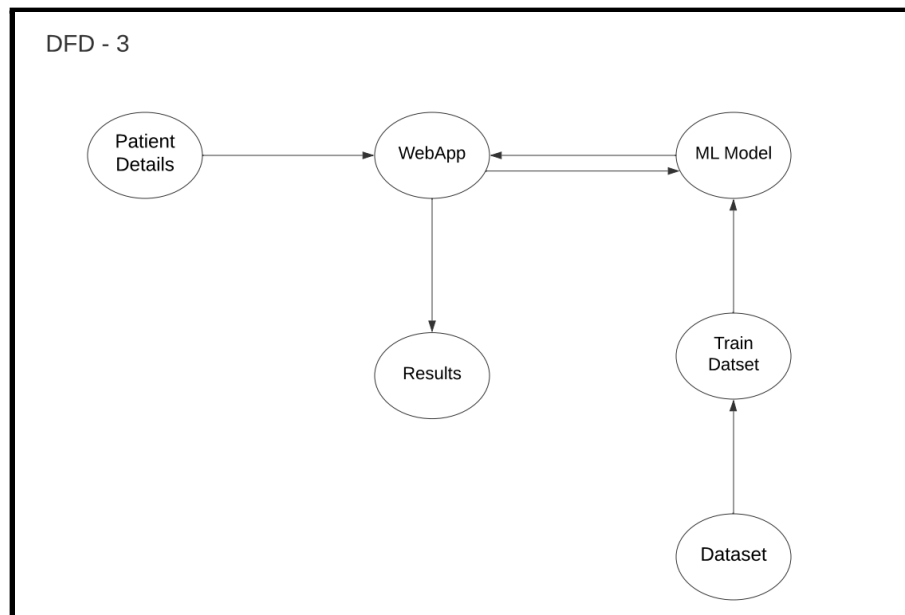 DFD - 3
Patient
Details
WebApp
ML Model
Results
Train
Datset
Dataset